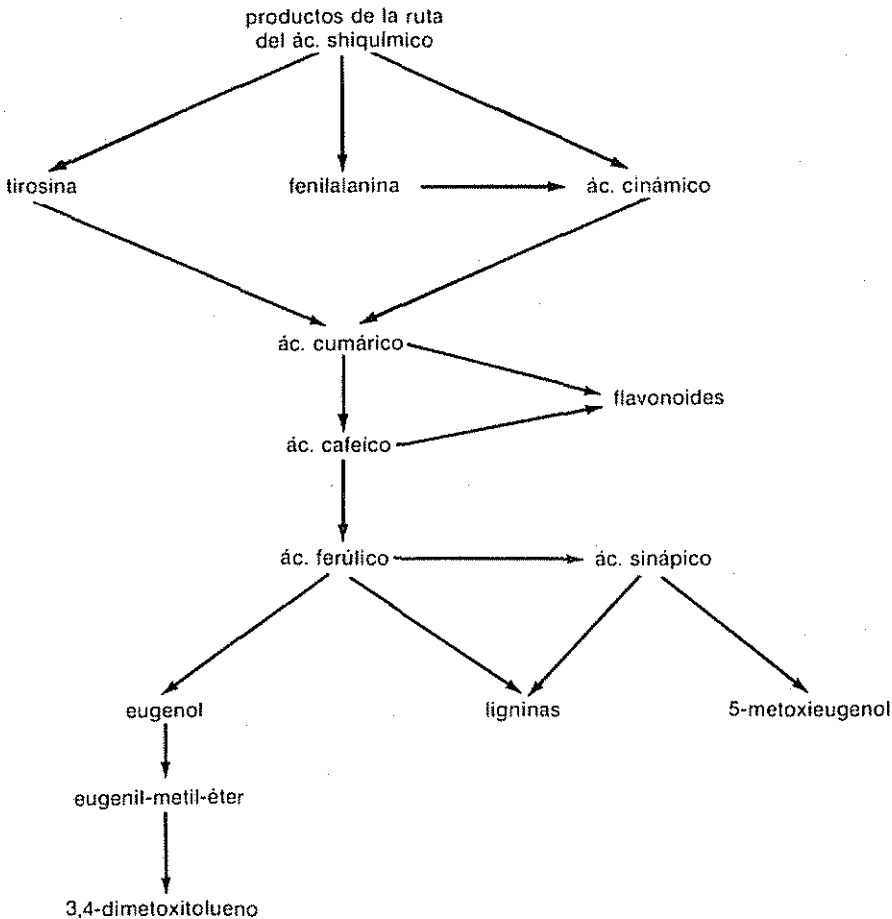 productos de la ruta
del ác. shiquímico
tirosina
fenilalanina
ác. cinámico
ác. cumárico
flavonoides
ác. cafeico
ác. ferúlico
ác. sinápico
eugenol
ligninas
5-metoxieugenol
eugenil-metil-éter
3,4-dimetoxitolueno